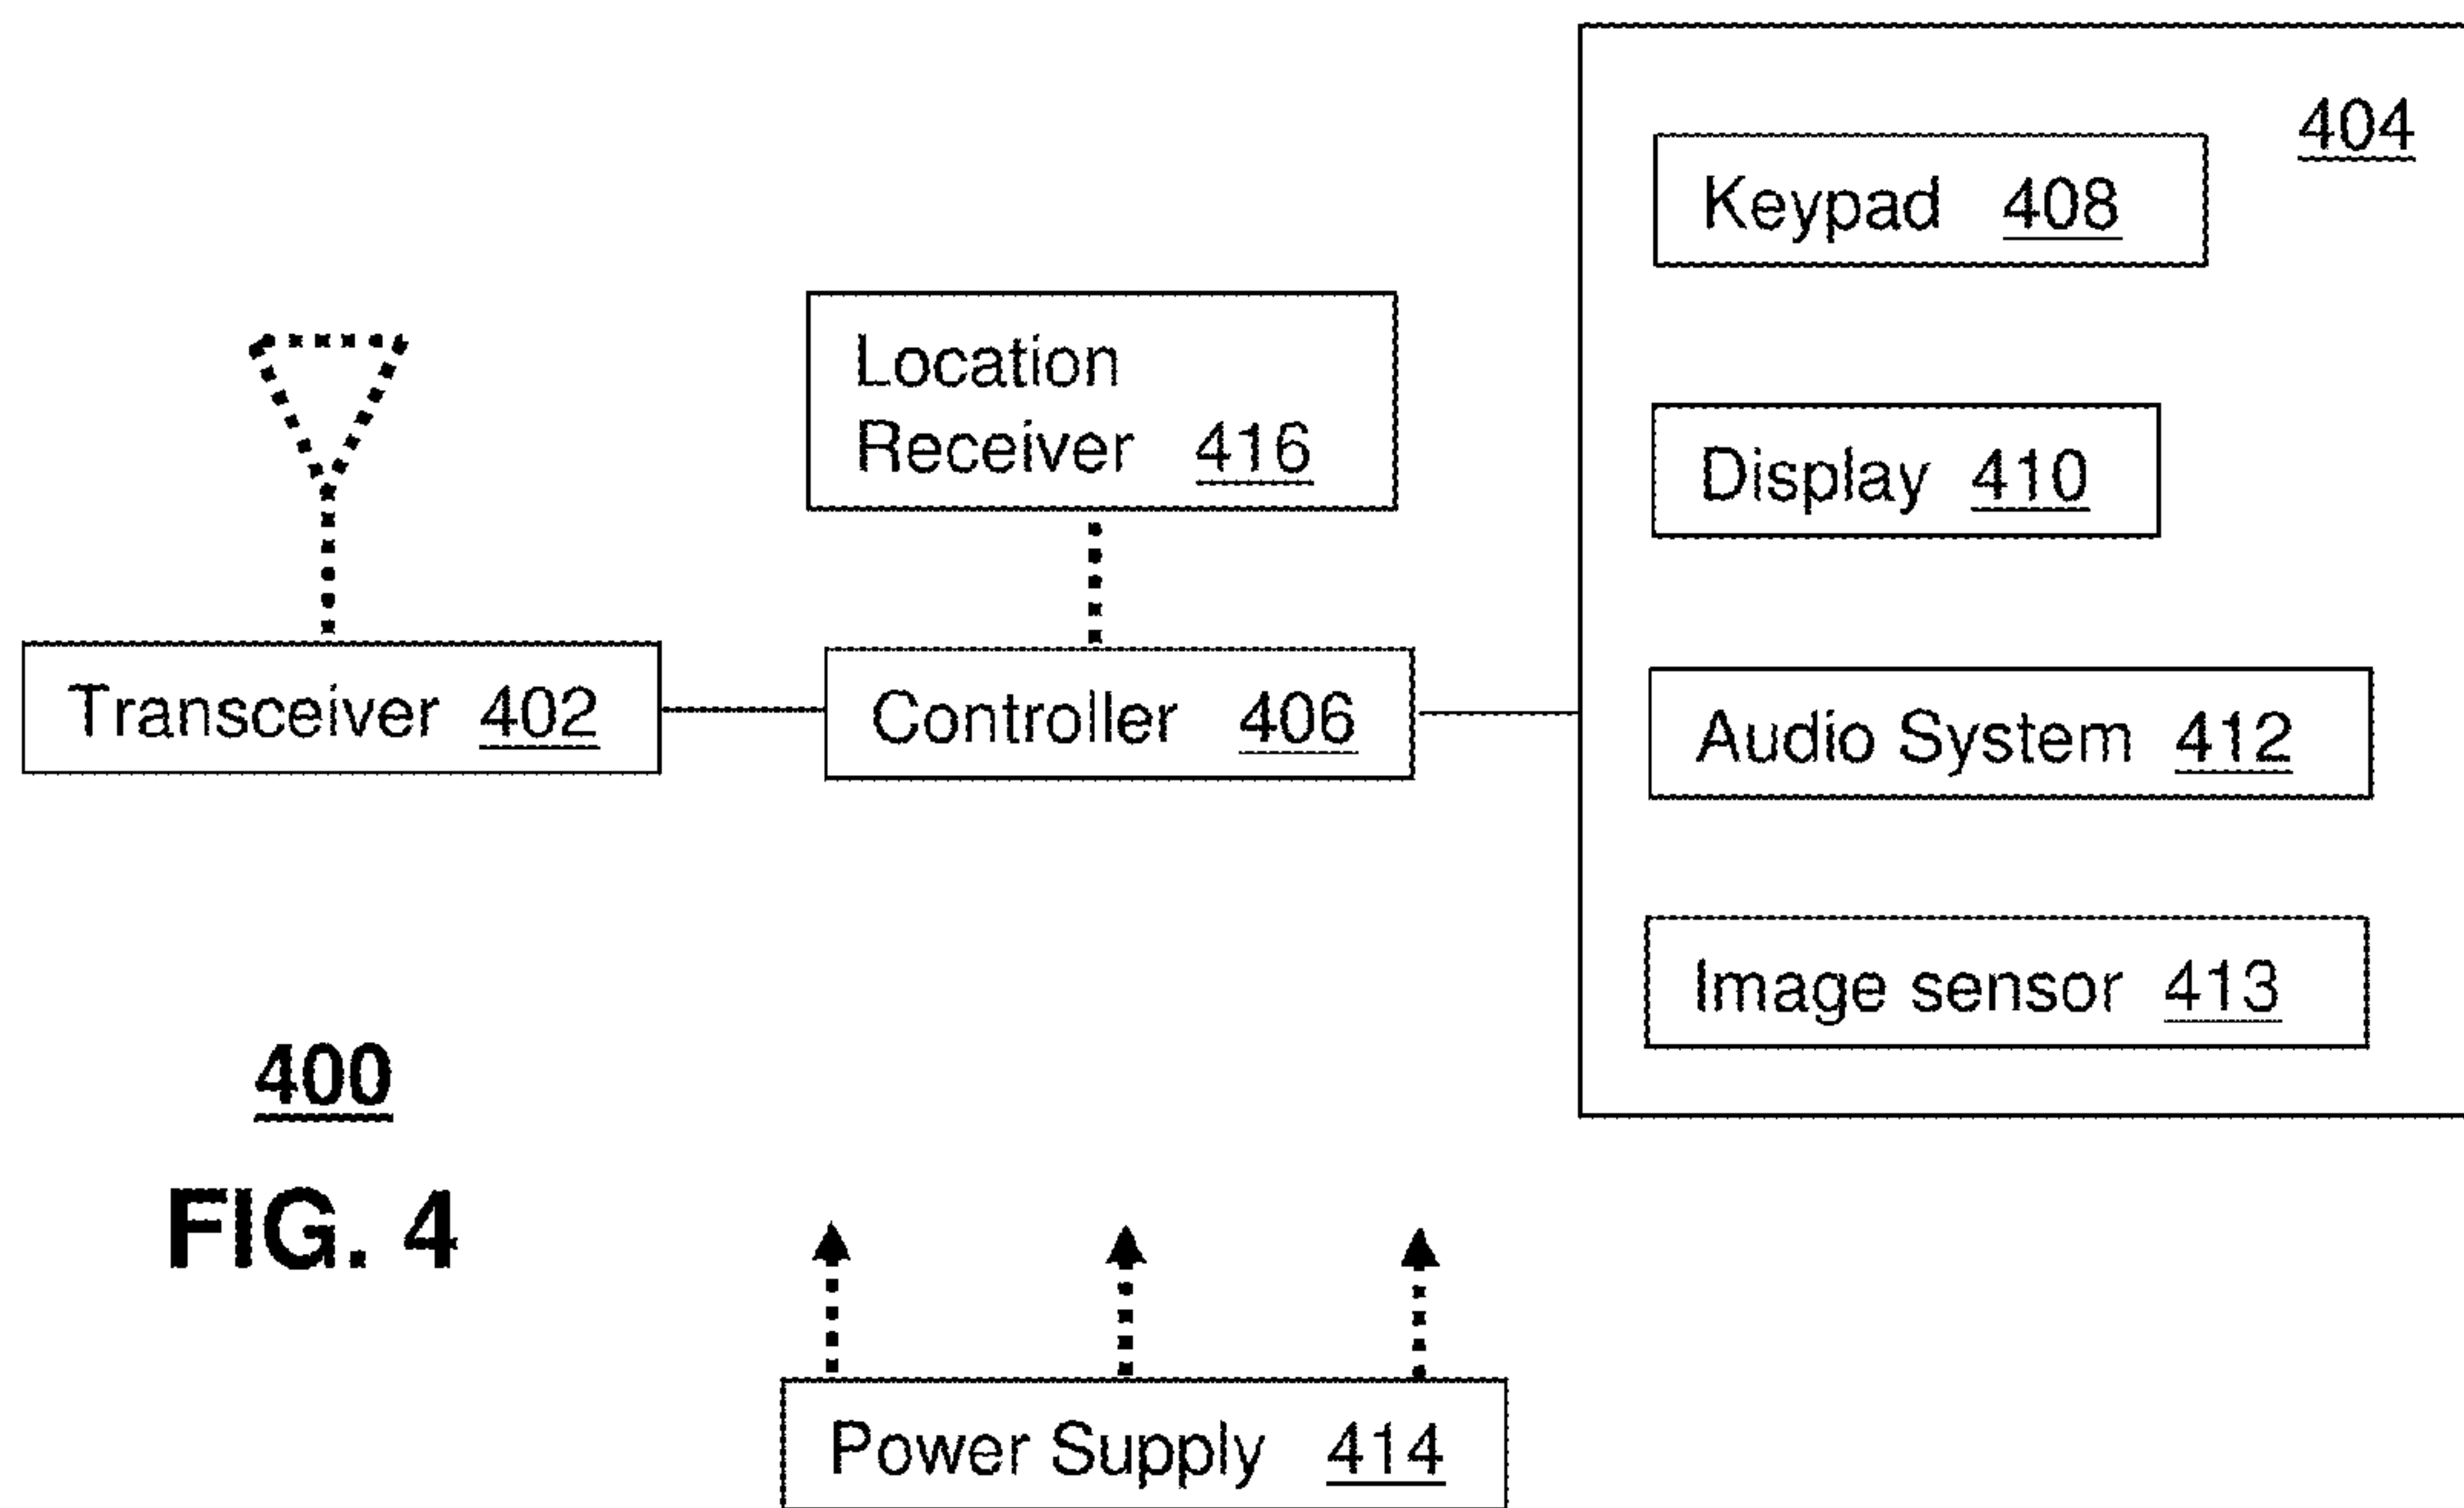 404
Keypad 408
Location
Receiver 416
Display 410
Transceiver 402
Controller 406
Audio System 412
Image sensor 413
400
FIG. 4
Power Supply 414